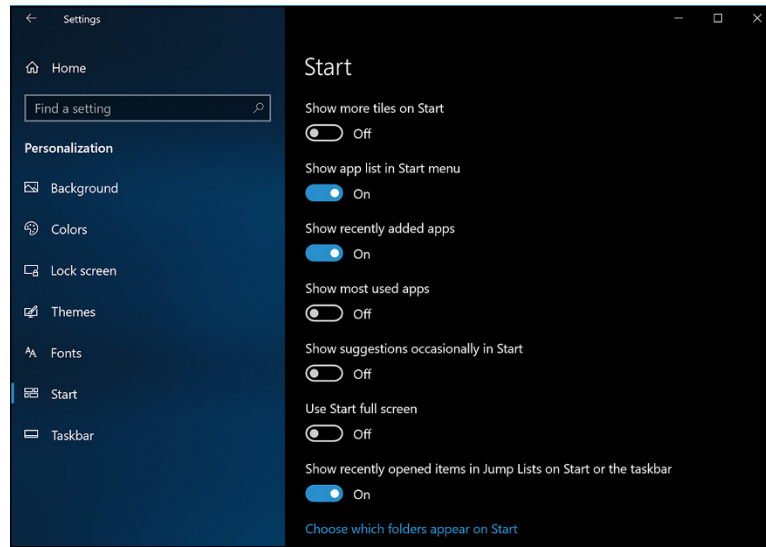 Settings
Home
Find a setting
Personalization
Background
Colors
Lock screen
Themes
Fonts
Start
Taskbar
Start
Show more tiles on Start
Off
Show app list in Start menu
On
Show recently added apps
On
Show most used apps
Off
Show suggestions occasionally in Start
Off
Use Start full screen
Off
Show recently opened items in Jump Lists on Start or the taskbar
On
Choose which folders appear on Start